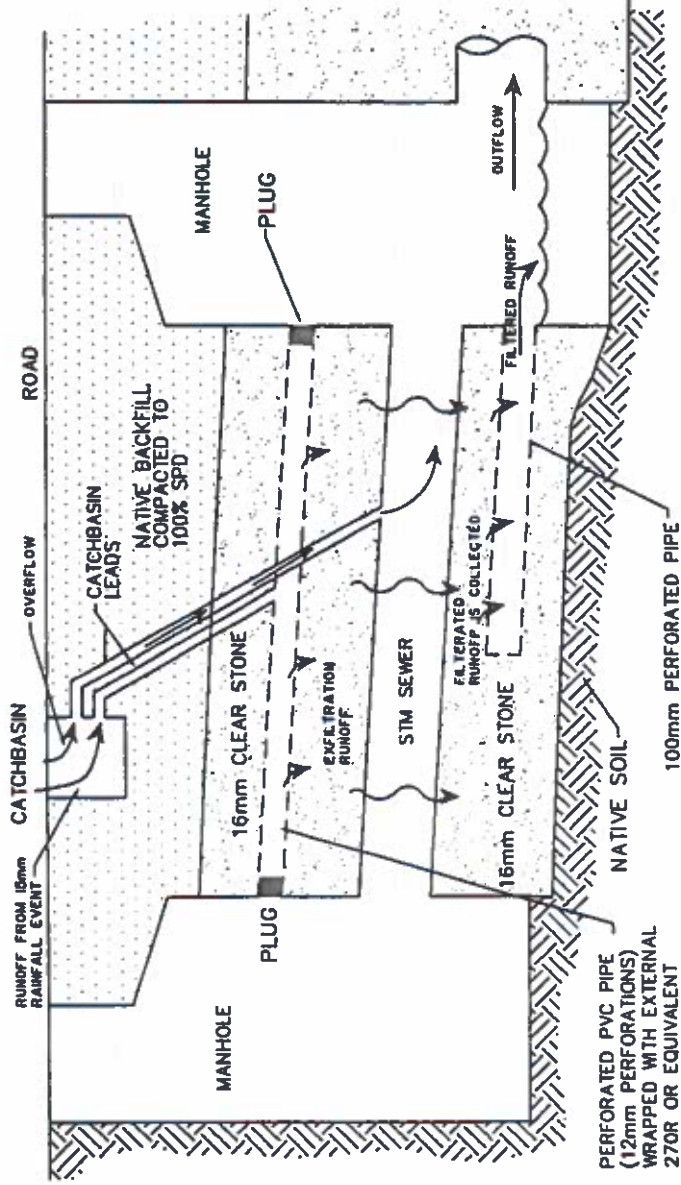 ROAD
OVERFLOW
CATCHBASIN
RUNOFF FROM 15mm
RAINFALL EVENT
CATCHBASIN
LEADS
NATIVE BACKFILL
COMPACTED TO
100% SPD
MANHOLE
PLUG
16mm CLEAR STONE
EXFILTRATION
RUNOFF
PLUG
STM SEWER
MANHOLE
FILTERATED
RUNOFF IS COLLECTED
FILTERED RUNOFF
OUTFLOW
16mm CLEAR STONE
NATIVE SOIL
100mm PERFORATED PIPE
PERFORATED PVC PIPE
(12mm PERFORATIONS)
WRAPPED WITH EXTERNAL
270R OR EQUIVALENT